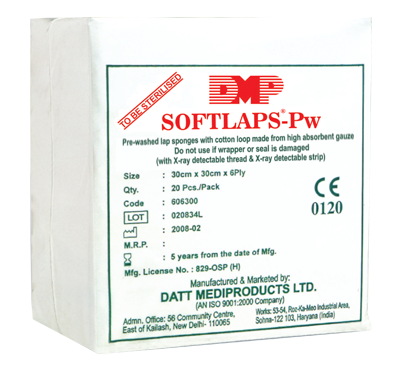 TO BE STERILISED
DMP
SOFTLAPS®-Pw
Pre-washed lap sponges with cotton loop made from high absorbent gauze
Do not use if wrapper or seal is damaged
(with X-ray detectable thread & X-ray detectable strip)
Size : 30cm x 30cm x 6Ply
Qty. : 20 Pcs./Pack
Code : 606300
LOT : 020834L
: 2008-02
M.R.P. :
: 5 years from the date of Mfg.
Mfg. License No. : 829-OSP (H)
CE
0120
Manufactured & Marketed by:
DATT MEDIPRODUCTS LTD.
(AN ISO 9001:2000 Company)
Admn. Office: 56 Community Centre,
East of Kailash, New Delhi- 110065
Works: 53-54, Roz-Ka-Meo Industrial Area,
Sohna-122 103, Haryana (India)